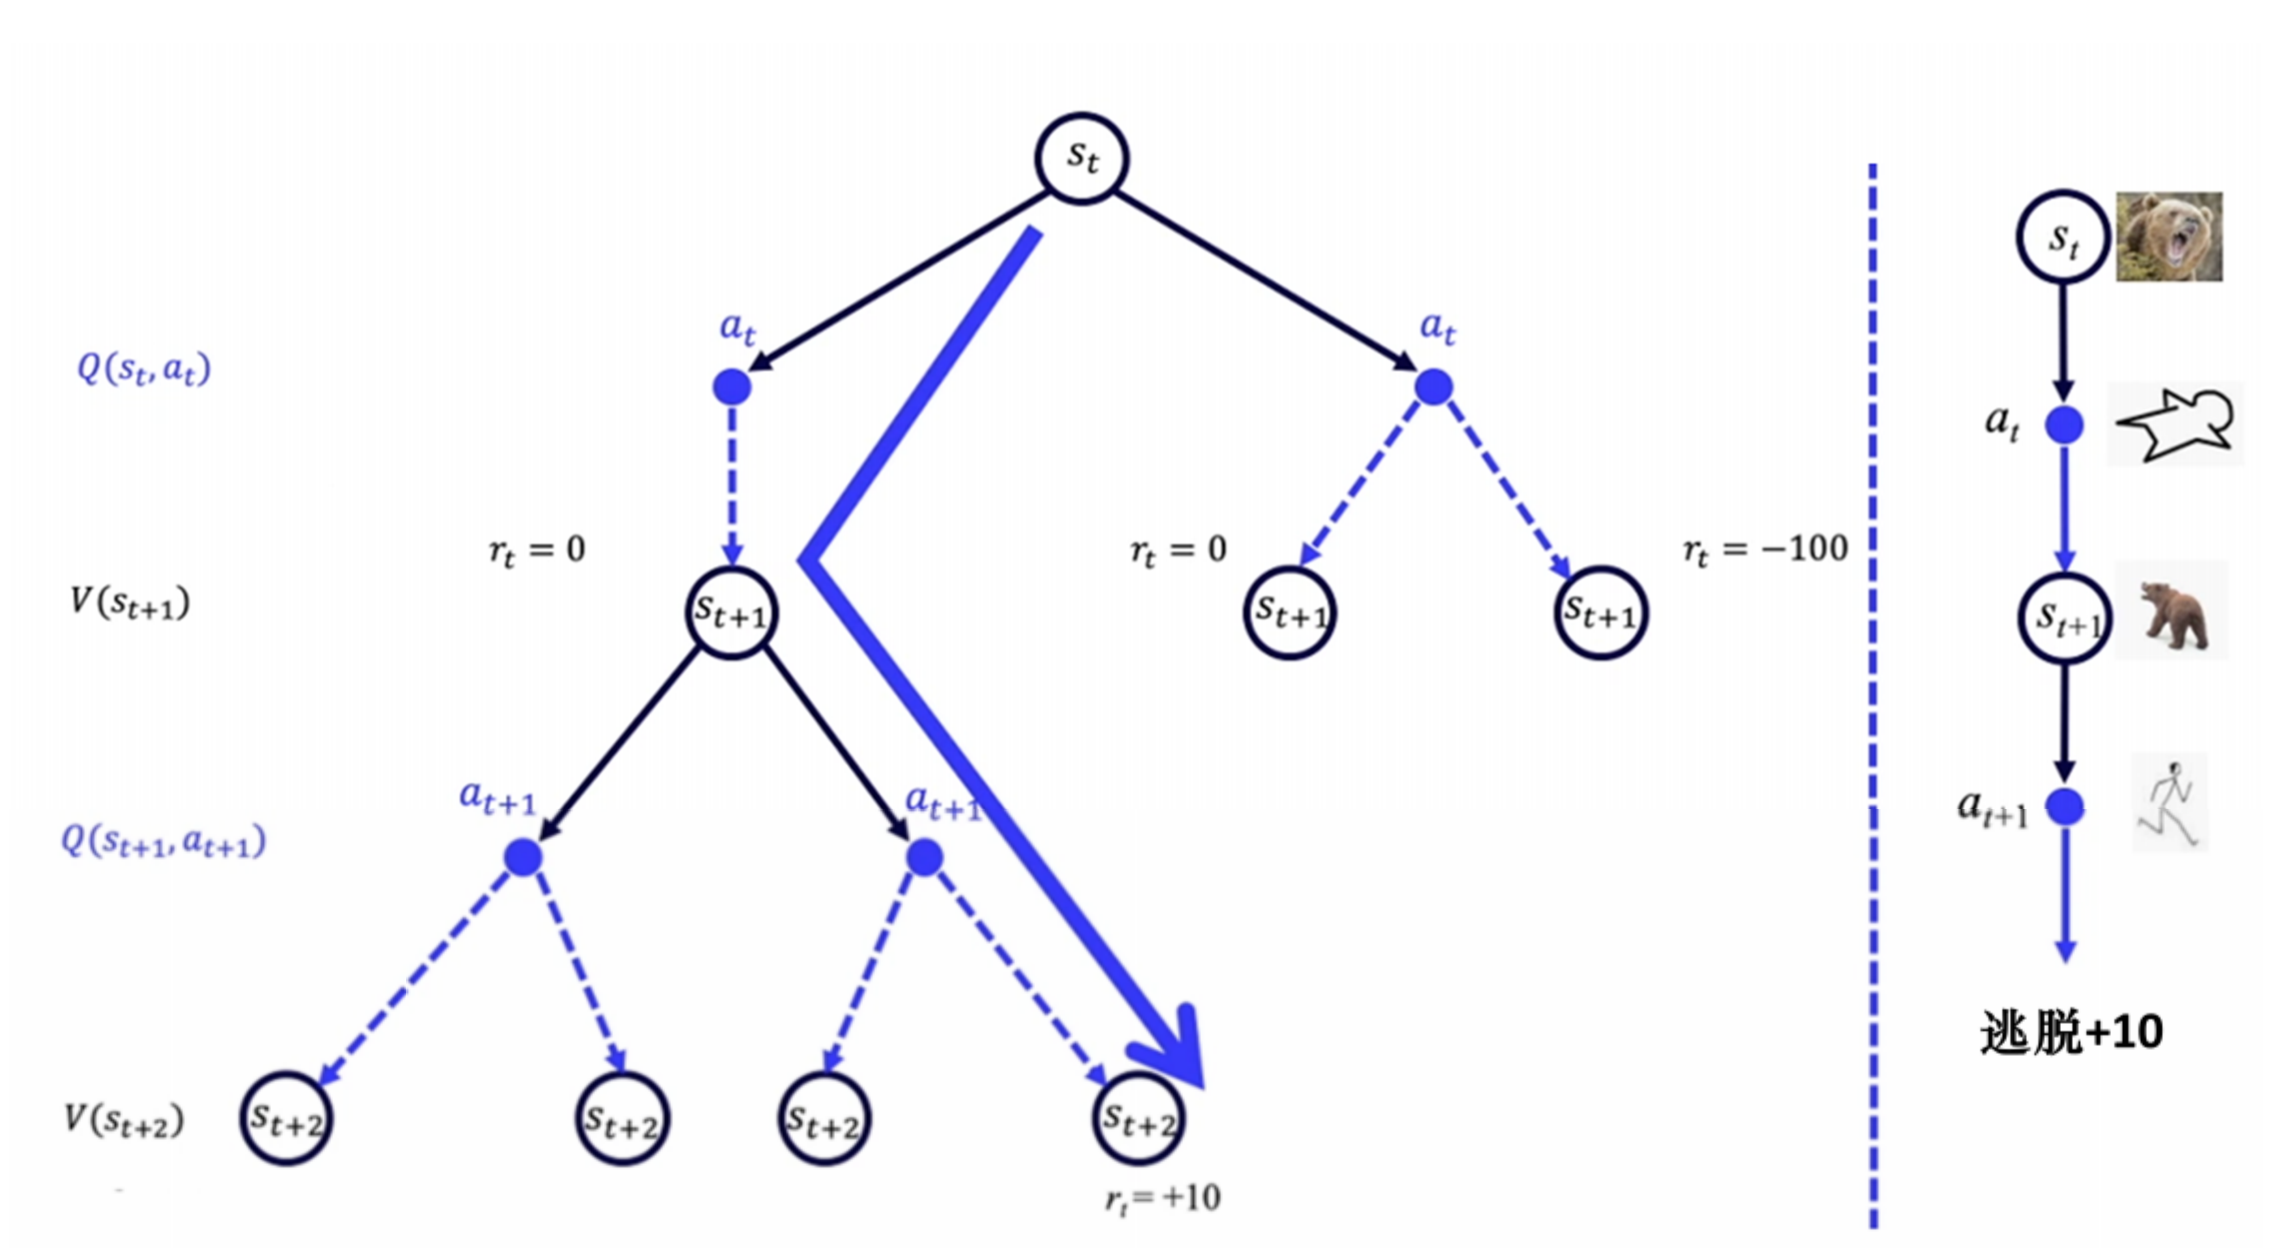 s_t
s_t
a_t
a_t
Q(s_t, a_t)
a_t
r_t = 0
r_t = 0
r_t = −100
V(s_{t+1})
s_{t+1}
s_{t+1}
s_{t+1}
s_{t+1}
a_{t+1}
a_{t+1}
a_{t+1}
Q(s_{t+1}, a_{t+1})
逃脱+10
V(s_{t+2})
s_{t+2}
s_{t+2}
s_{t+2}
s_{t+2}
r_t = +10